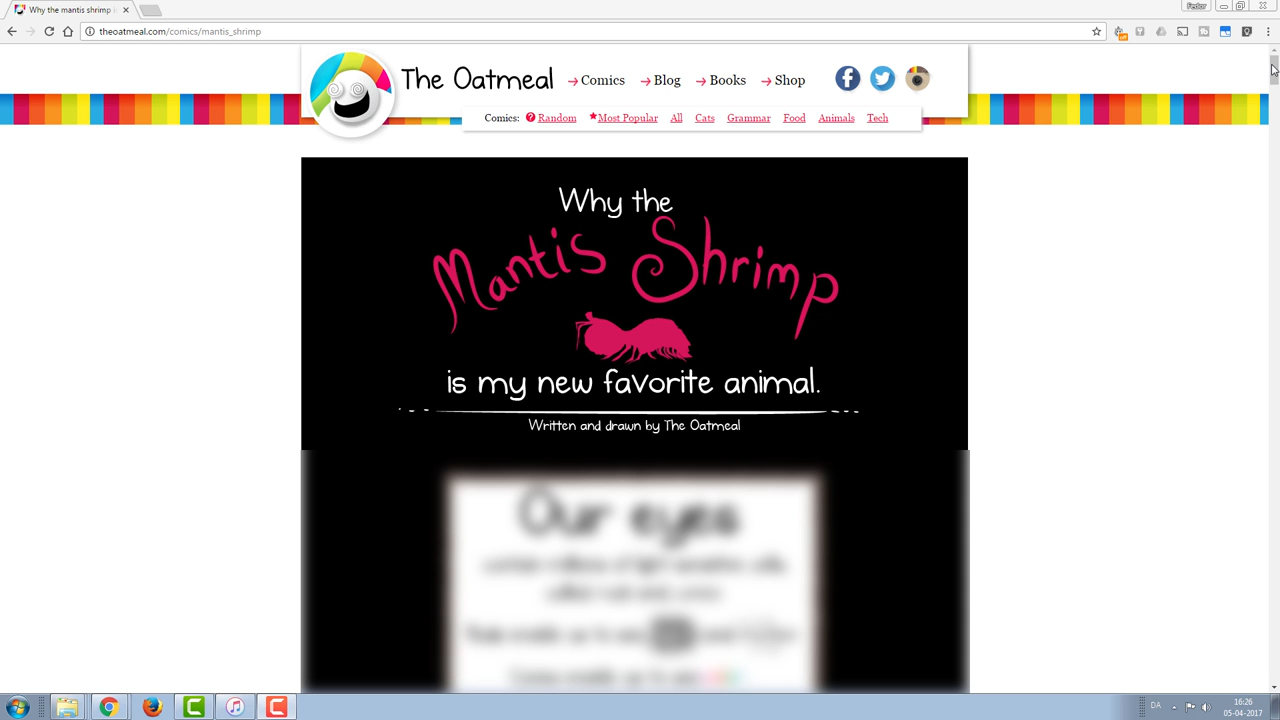 Why the mantis shrimp i
Festor
theoatmeal.com/comics/mantis_shrimp
The Oatmeal
Comics
Blog
Books
Shop
Comics: Random Most Popular All Cats Grammar Food Animals Tech
Why the
Mantis Shrimp
is my new favorite animal.
Written and drawn by The Oatmeal
Our eyes
DA
16:26
05-04-2017